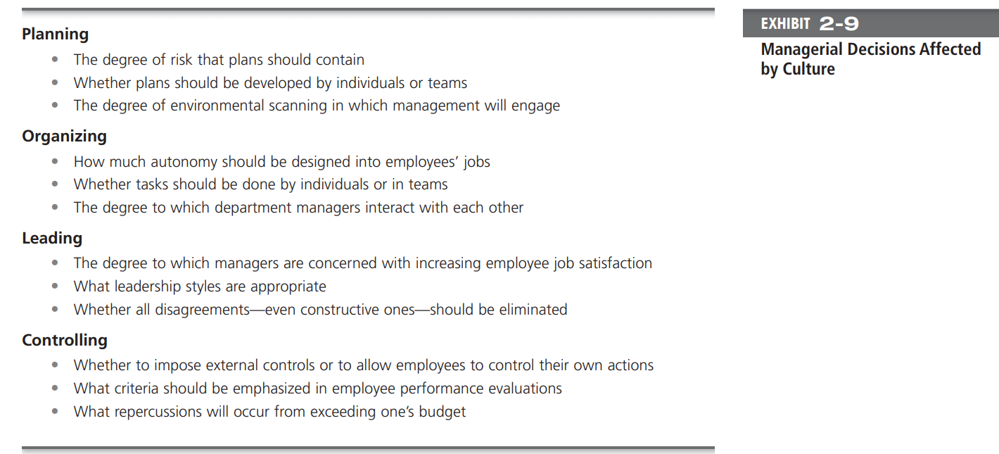 Planning
• The degree of risk that plans should contain
• Whether plans should be developed by individuals or teams
• The degree of environmental scanning in which management will engage
Organizing
• How much autonomy should be designed into employees’ jobs
• Whether tasks should be done by individuals or in teams
• The degree to which department managers interact with each other
Leading
• The degree to which managers are concerned with increasing employee job satisfaction
• What leadership styles are appropriate
• Whether all disagreements—even constructive ones—should be eliminated
Controlling
• Whether to impose external controls or to allow employees to control their own actions
• What criteria should be emphasized in employee performance evaluations
• What repercussions will occur from exceeding one’s budget
EXHIBIT 2-9
Managerial Decisions Affected
by Culture